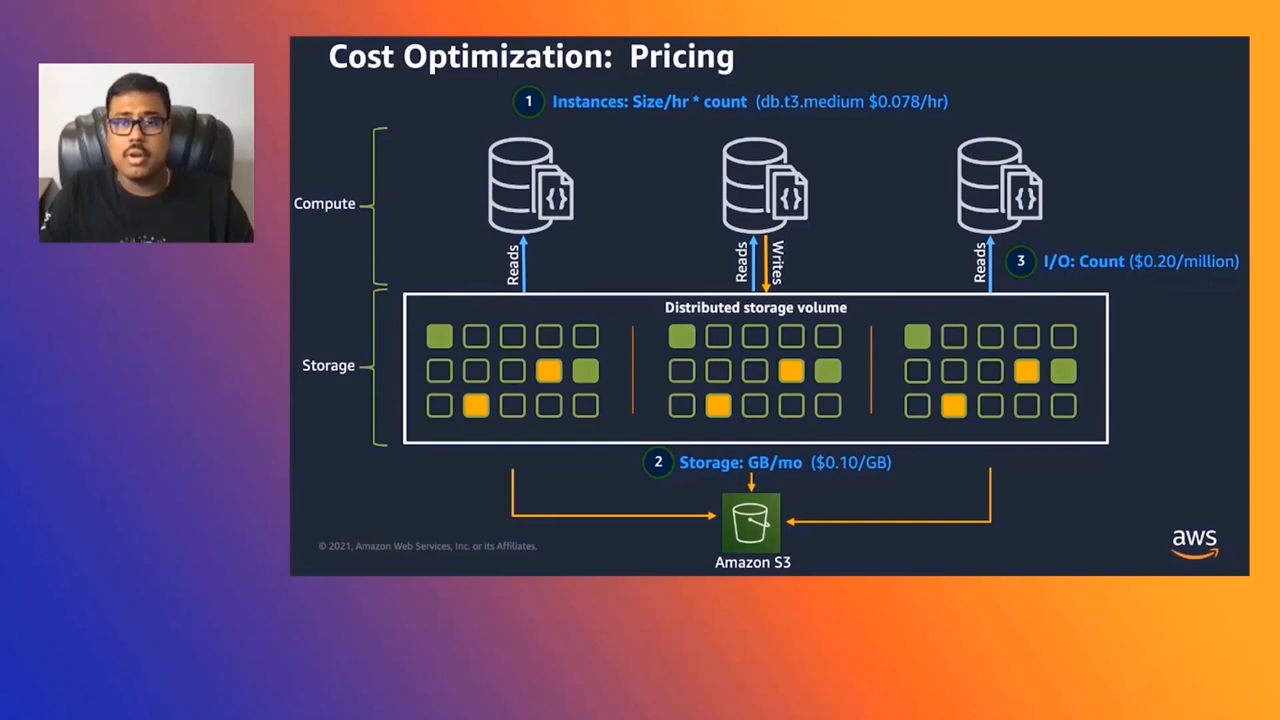 Cost Optimization: Pricing
1 Instances: Size/hr * count (db.t3.medium $0.078/hr)
{} {} {}
Compute
Reads
Reads
Writes
Reads
3 I/O: Count ($0.20/million)
Distributed storage volume
Storage
2 Storage: GB/mo ($0.10/GB)
Amazon S3
© 2021, Amazon Web Services, Inc. or its Affiliates.
aws